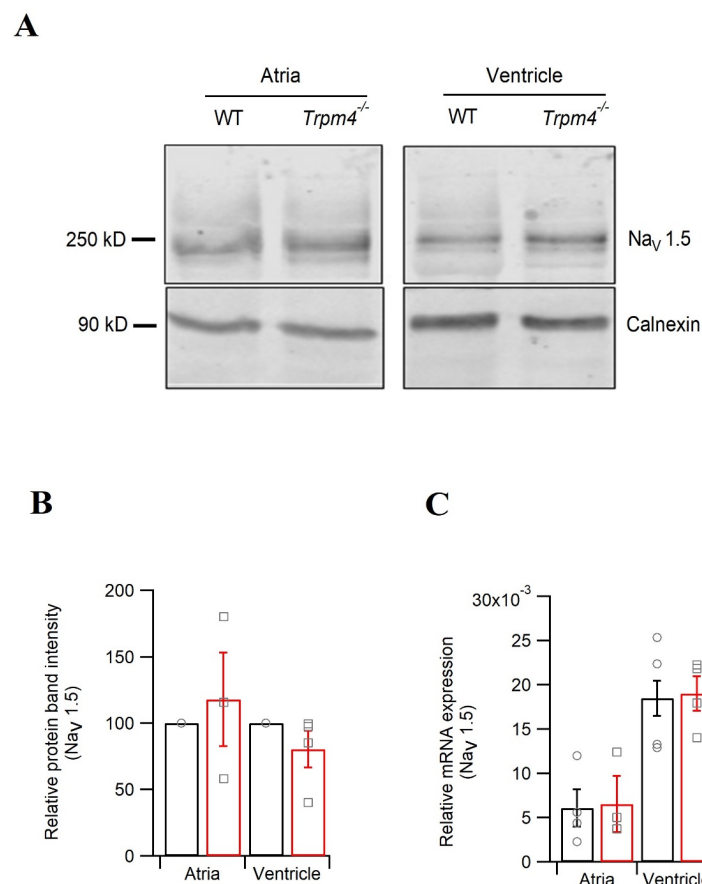 A
Atria
Ventricle
WT
Trpm4-/-
WT
Trpm4-/-
250 kD
NaV 1.5
90 kD
Calnexin
B
C
Relative protein band intensity
(NaV 1.5)
200
150
100
50
0
Atria
Ventricle
Relative mRNA expression
(NaV 1.5)
30x10-3
25
20
15
10
5
0
Atria
Ventricle